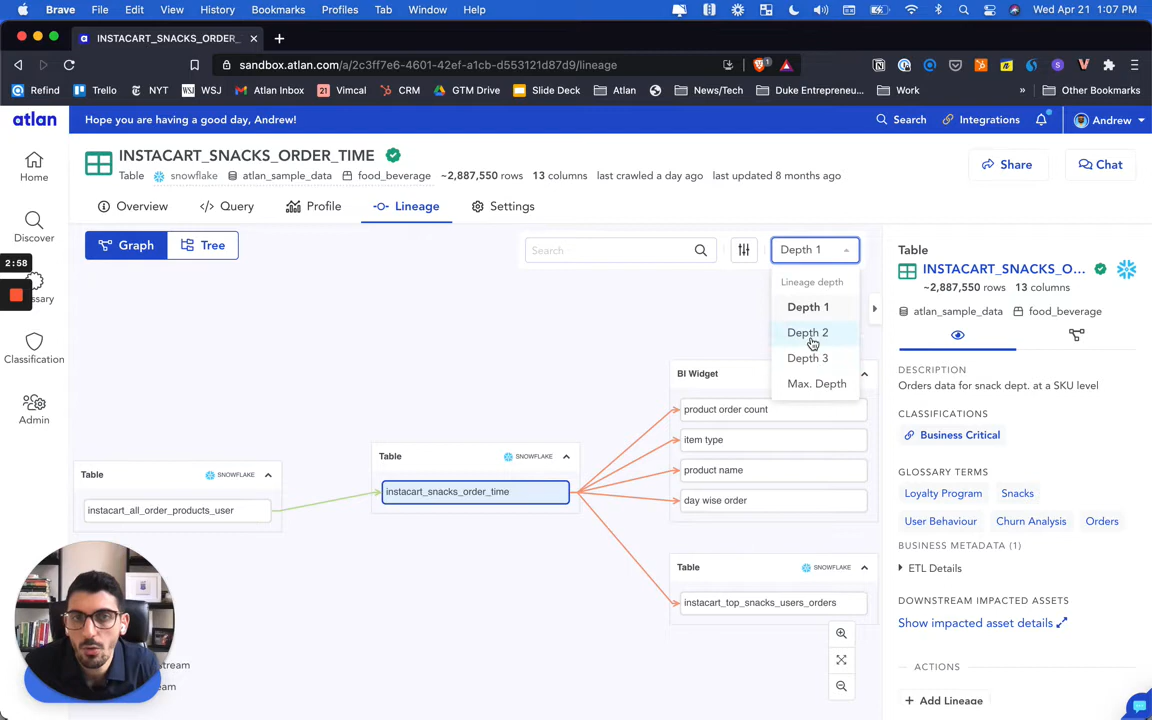 Brave File Edit View History Bookmarks Profiles Tab Window Help Wed Apr 21 1:07 PM
INSTACART_SNACKS_ORDER_
sandbox.atlan.com/a/2c3ff7e6-4601-42ef-a1cb-d553121d87d9/lineage
Refind Trello NYT WSJ Atlan Inbox 21 Vimcal CRM GTM Drive Slide Deck Atlan News/Tech Duke Entrepreneu... Work » Other Bookmarks
atlan Hope you are having a good day, Andrew! Search Integrations Andrew
INSTACART_SNACKS_ORDER_TIME
Table snowflake atlan_sample_data food_beverage ~2,887,550 rows 13 columns last crawled a day ago last updated 8 months ago
Share Chat
Home
Discover
2:58
ssary
Classification
Admin
Overview </> Query Profile Lineage Settings
Graph Tree
Search
Depth 1
Lineage depth
Depth 1
Depth 2
Depth 3
Max. Depth
Table SNOWFLAKE
instacart_all_order_products_user
Table SNOWFLAKE
instacart_snacks_order_time
BI Widget
product order count
item type
product name
day wise order
Table SNOWFLAKE
instacart_top_snacks_users_orders
stream
eam
Table
INSTACART_SNACKS_O...
~2,887,550 rows 13 columns
atlan_sample_data food_beverage
DESCRIPTION
Orders data for snack dept. at a SKU level
CLASSIFICATIONS
Business Critical
GLOSSARY TERMS
Loyalty Program Snacks
User Behaviour Churn Analysis Orders
BUSINESS METADATA (1)
ETL Details
DOWNSTREAM IMPACTED ASSETS
Show impacted asset details
ACTIONS
+ Add Lineage